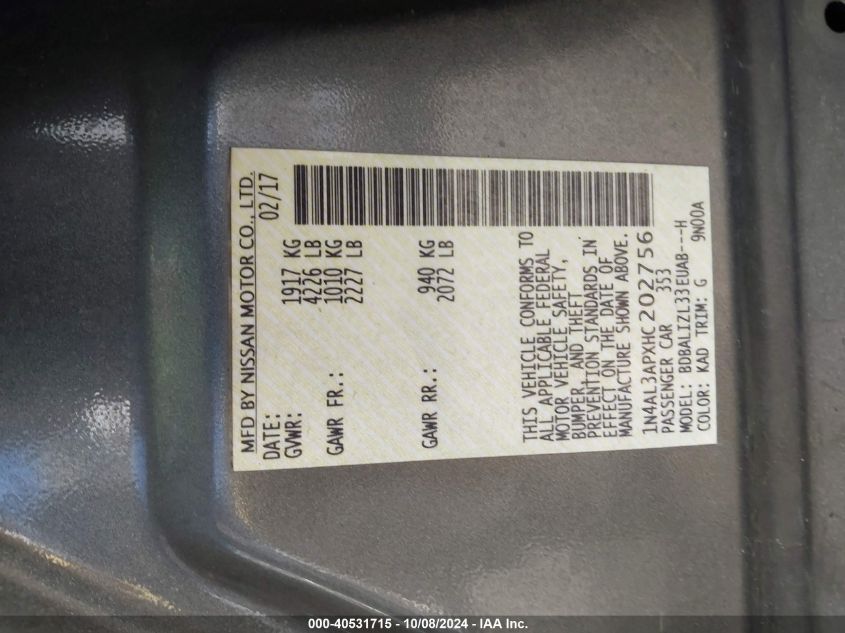 MFD BY NISSAN MOTOR CO., LTD.
DATE: 02/17
GVWR: 1917 KG
4226 LB
GAWR FR.: 1010 KG
2227 LB
GAWR RR.: 940 KG
2072 LB
THIS VEHICLE CONFORMS TO
ALL APPLICABLE FEDERAL
MOTOR VEHICLE SAFETY,
BUMPER, AND THEFT
PREVENTION STANDARDS IN
EFFECT ON THE DATE OF
MANUFACTURE SHOWN ABOVE.
1N4AL3APXHC202756
PASSENGER CAR 353
MODEL: BDBALIZL33EUAB---H
COLOR: KAD TRIM: G 9N00A
000-40531715 - 10/08/2024 - IAA Inc.